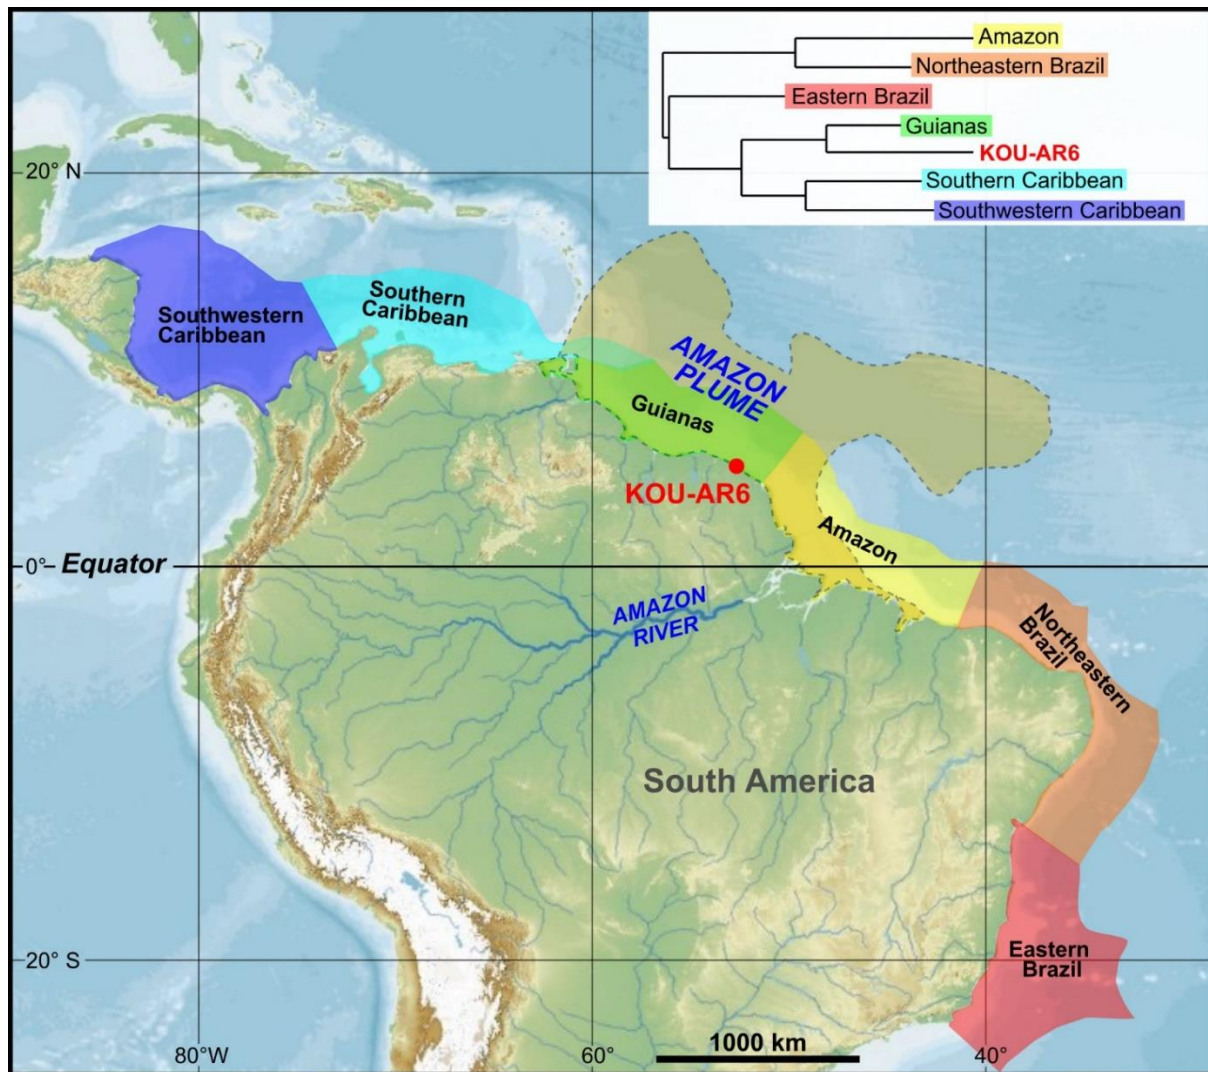 Amazon
Northeastern Brazil
Eastern Brazil
Guianas
KOU-AR6
Southern Caribbean
Southwestern Caribbean
20° N
Southwestern
Caribbean
Southern
Caribbean
AMAZON
PLUME
Guianas
KOU-AR6
Amazon
0°
Equator
AMAZON
RIVER
Northeastern
Brazil
South America
Eastern
Brazil
20° S
1000 km
80°W
60°
40°